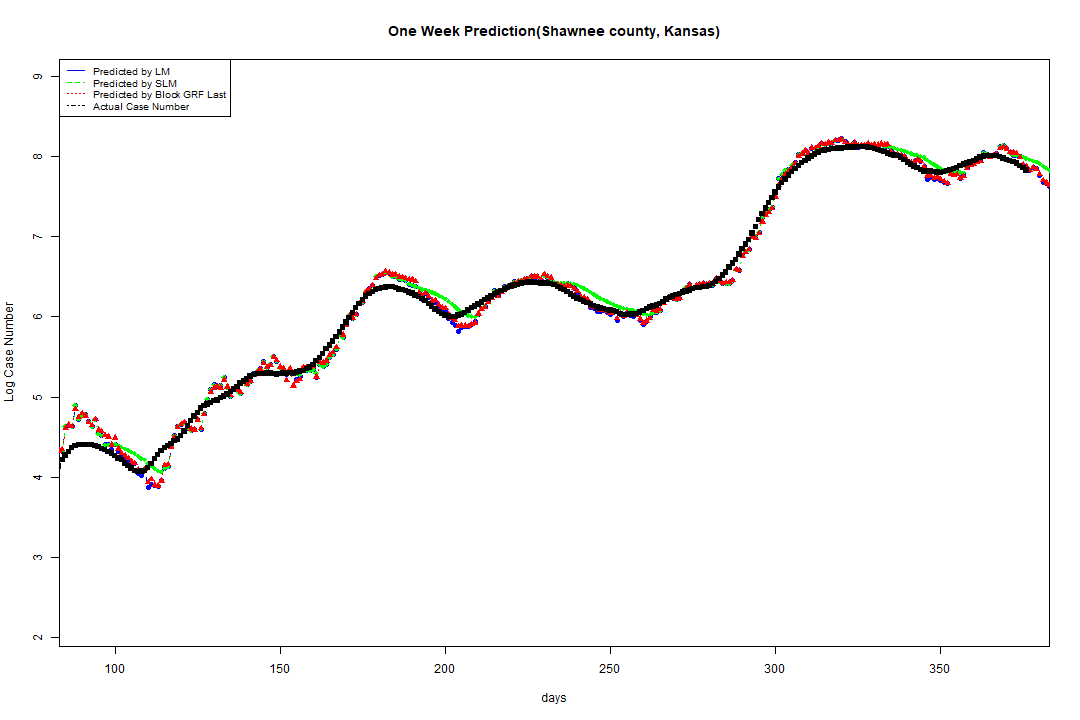 One Week Prediction(Shawnee county, Kansas)
Predicted by LM
Predicted by SLM
Predicted by Block GRF Last
Actual Case Number
9
8
7
6
5
4
3
2
Log Case Number
100 150 200 250 300 350
days